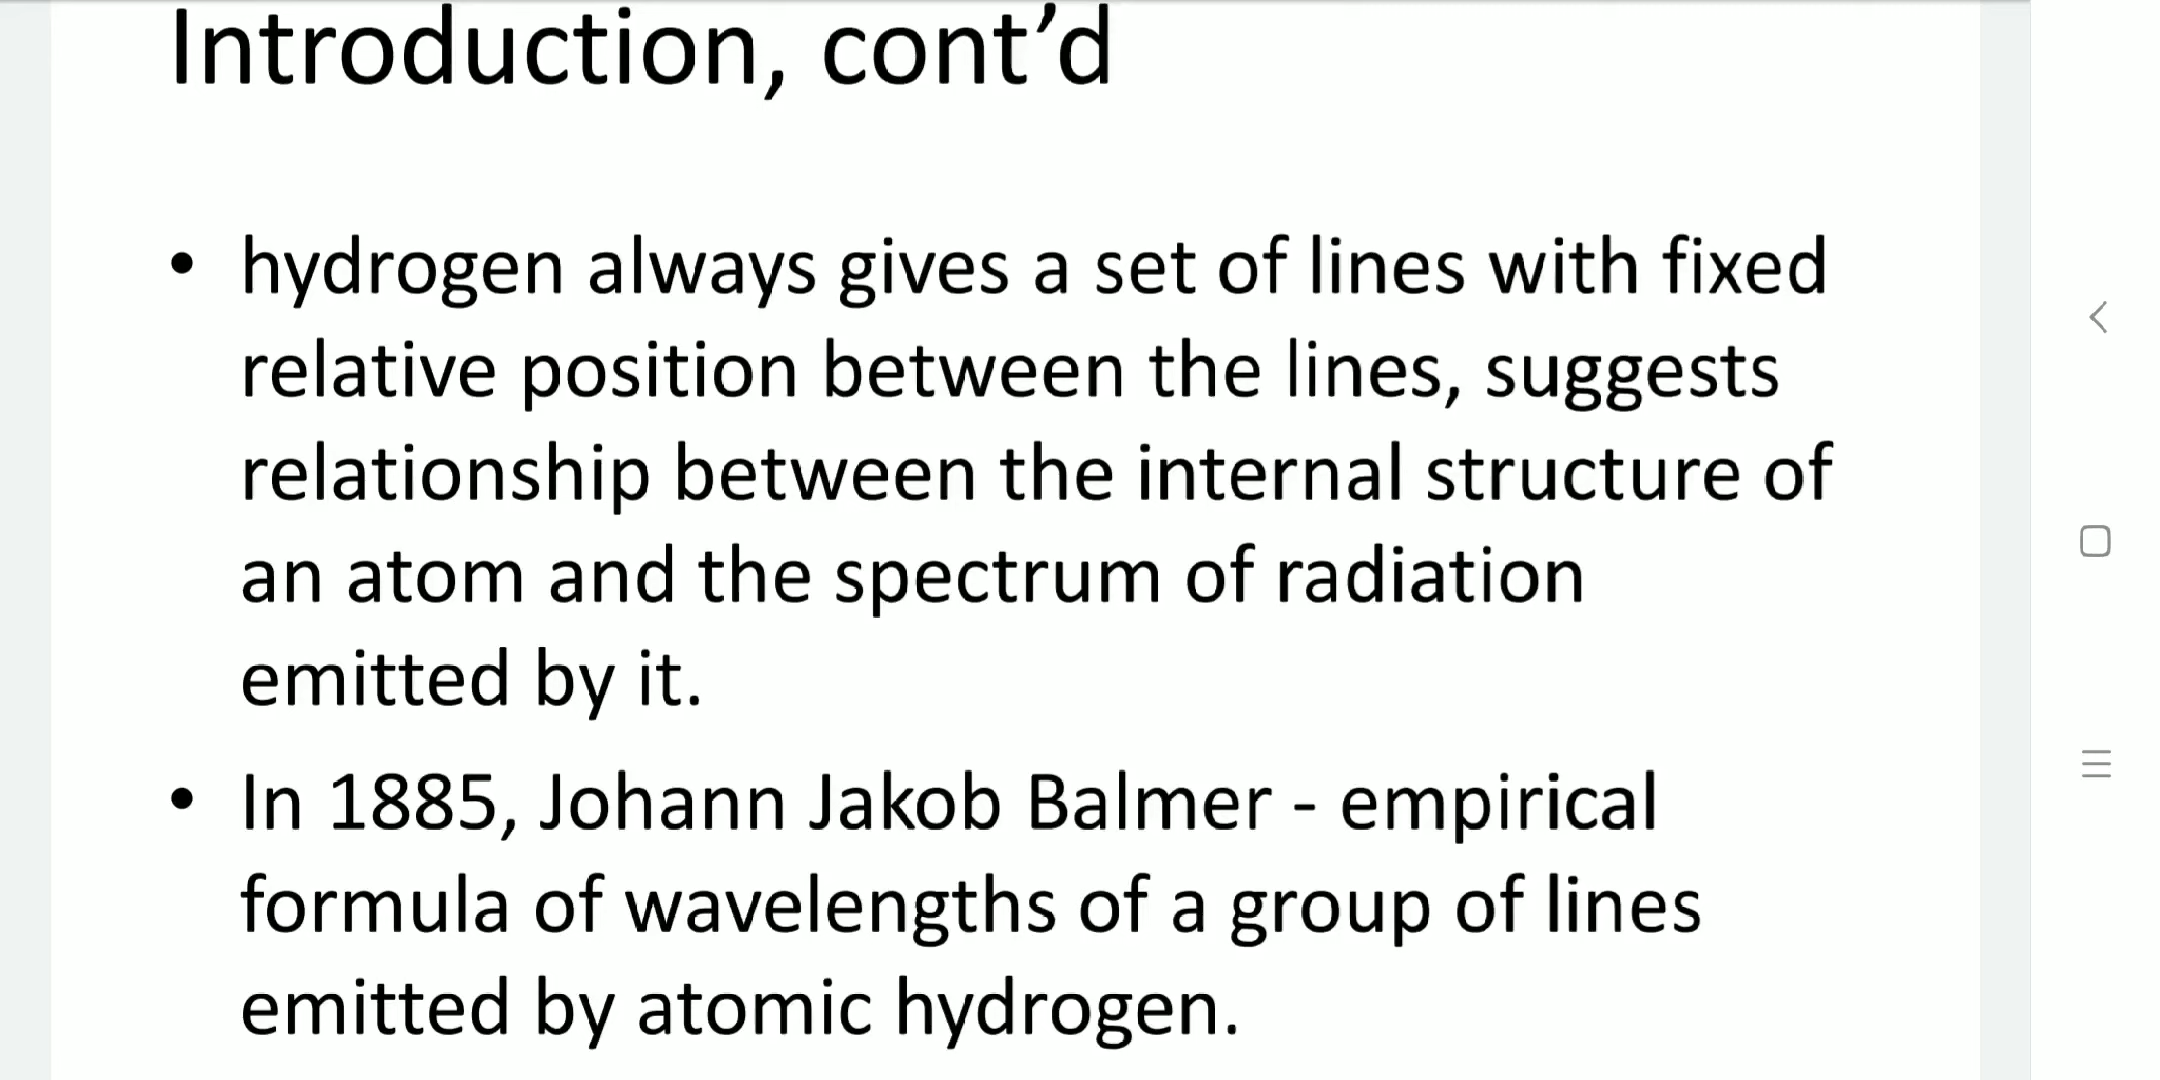 Introduction, cont’d
• hydrogen always gives a set of lines with fixed
relative position between the lines, suggests
relationship between the internal structure of
an atom and the spectrum of radiation
emitted by it.
• In 1885, Johann Jakob Balmer - empirical
formula of wavelengths of a group of lines
emitted by atomic hydrogen.